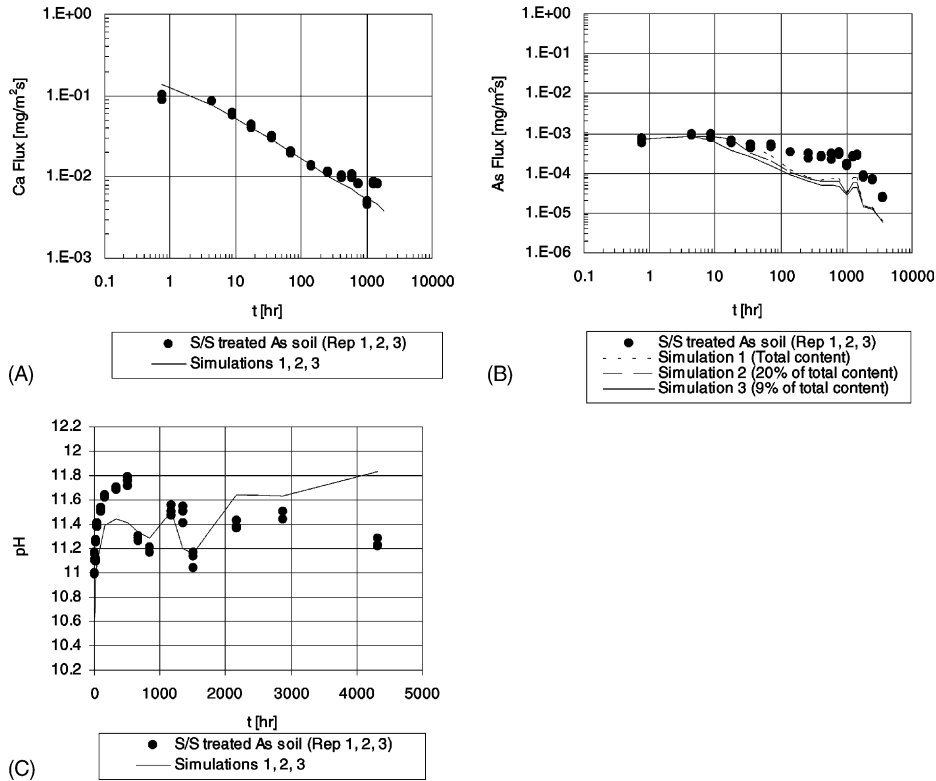 1.E+00
1.E-01
1.E-02
1.E-03
Ca Flux [mg/m²s]
0.1 1 10 100 1000 10000
t [hr]
S/S treated As soil (Rep 1, 2, 3)
Simulations 1, 2, 3
(A)
1.E+00
1.E-01
1.E-02
1.E-03
1.E-04
1.E-05
1.E-06
As Flux [mg/m²s]
0.1 1 10 100 1000 10000
t [hr]
S/S treated As soil (Rep 1, 2, 3)
Simulation 1 (Total content)
Simulation 2 (20% of total content)
Simulation 3 (9% of total content)
(B)
12.2
12
11.8
11.6
11.4
11.2
11
10.8
10.6
10.4
10.2
pH
0 1000 2000 3000 4000 5000
t [hr]
S/S treated As soil (Rep 1, 2, 3)
Simulations 1, 2, 3
(C)